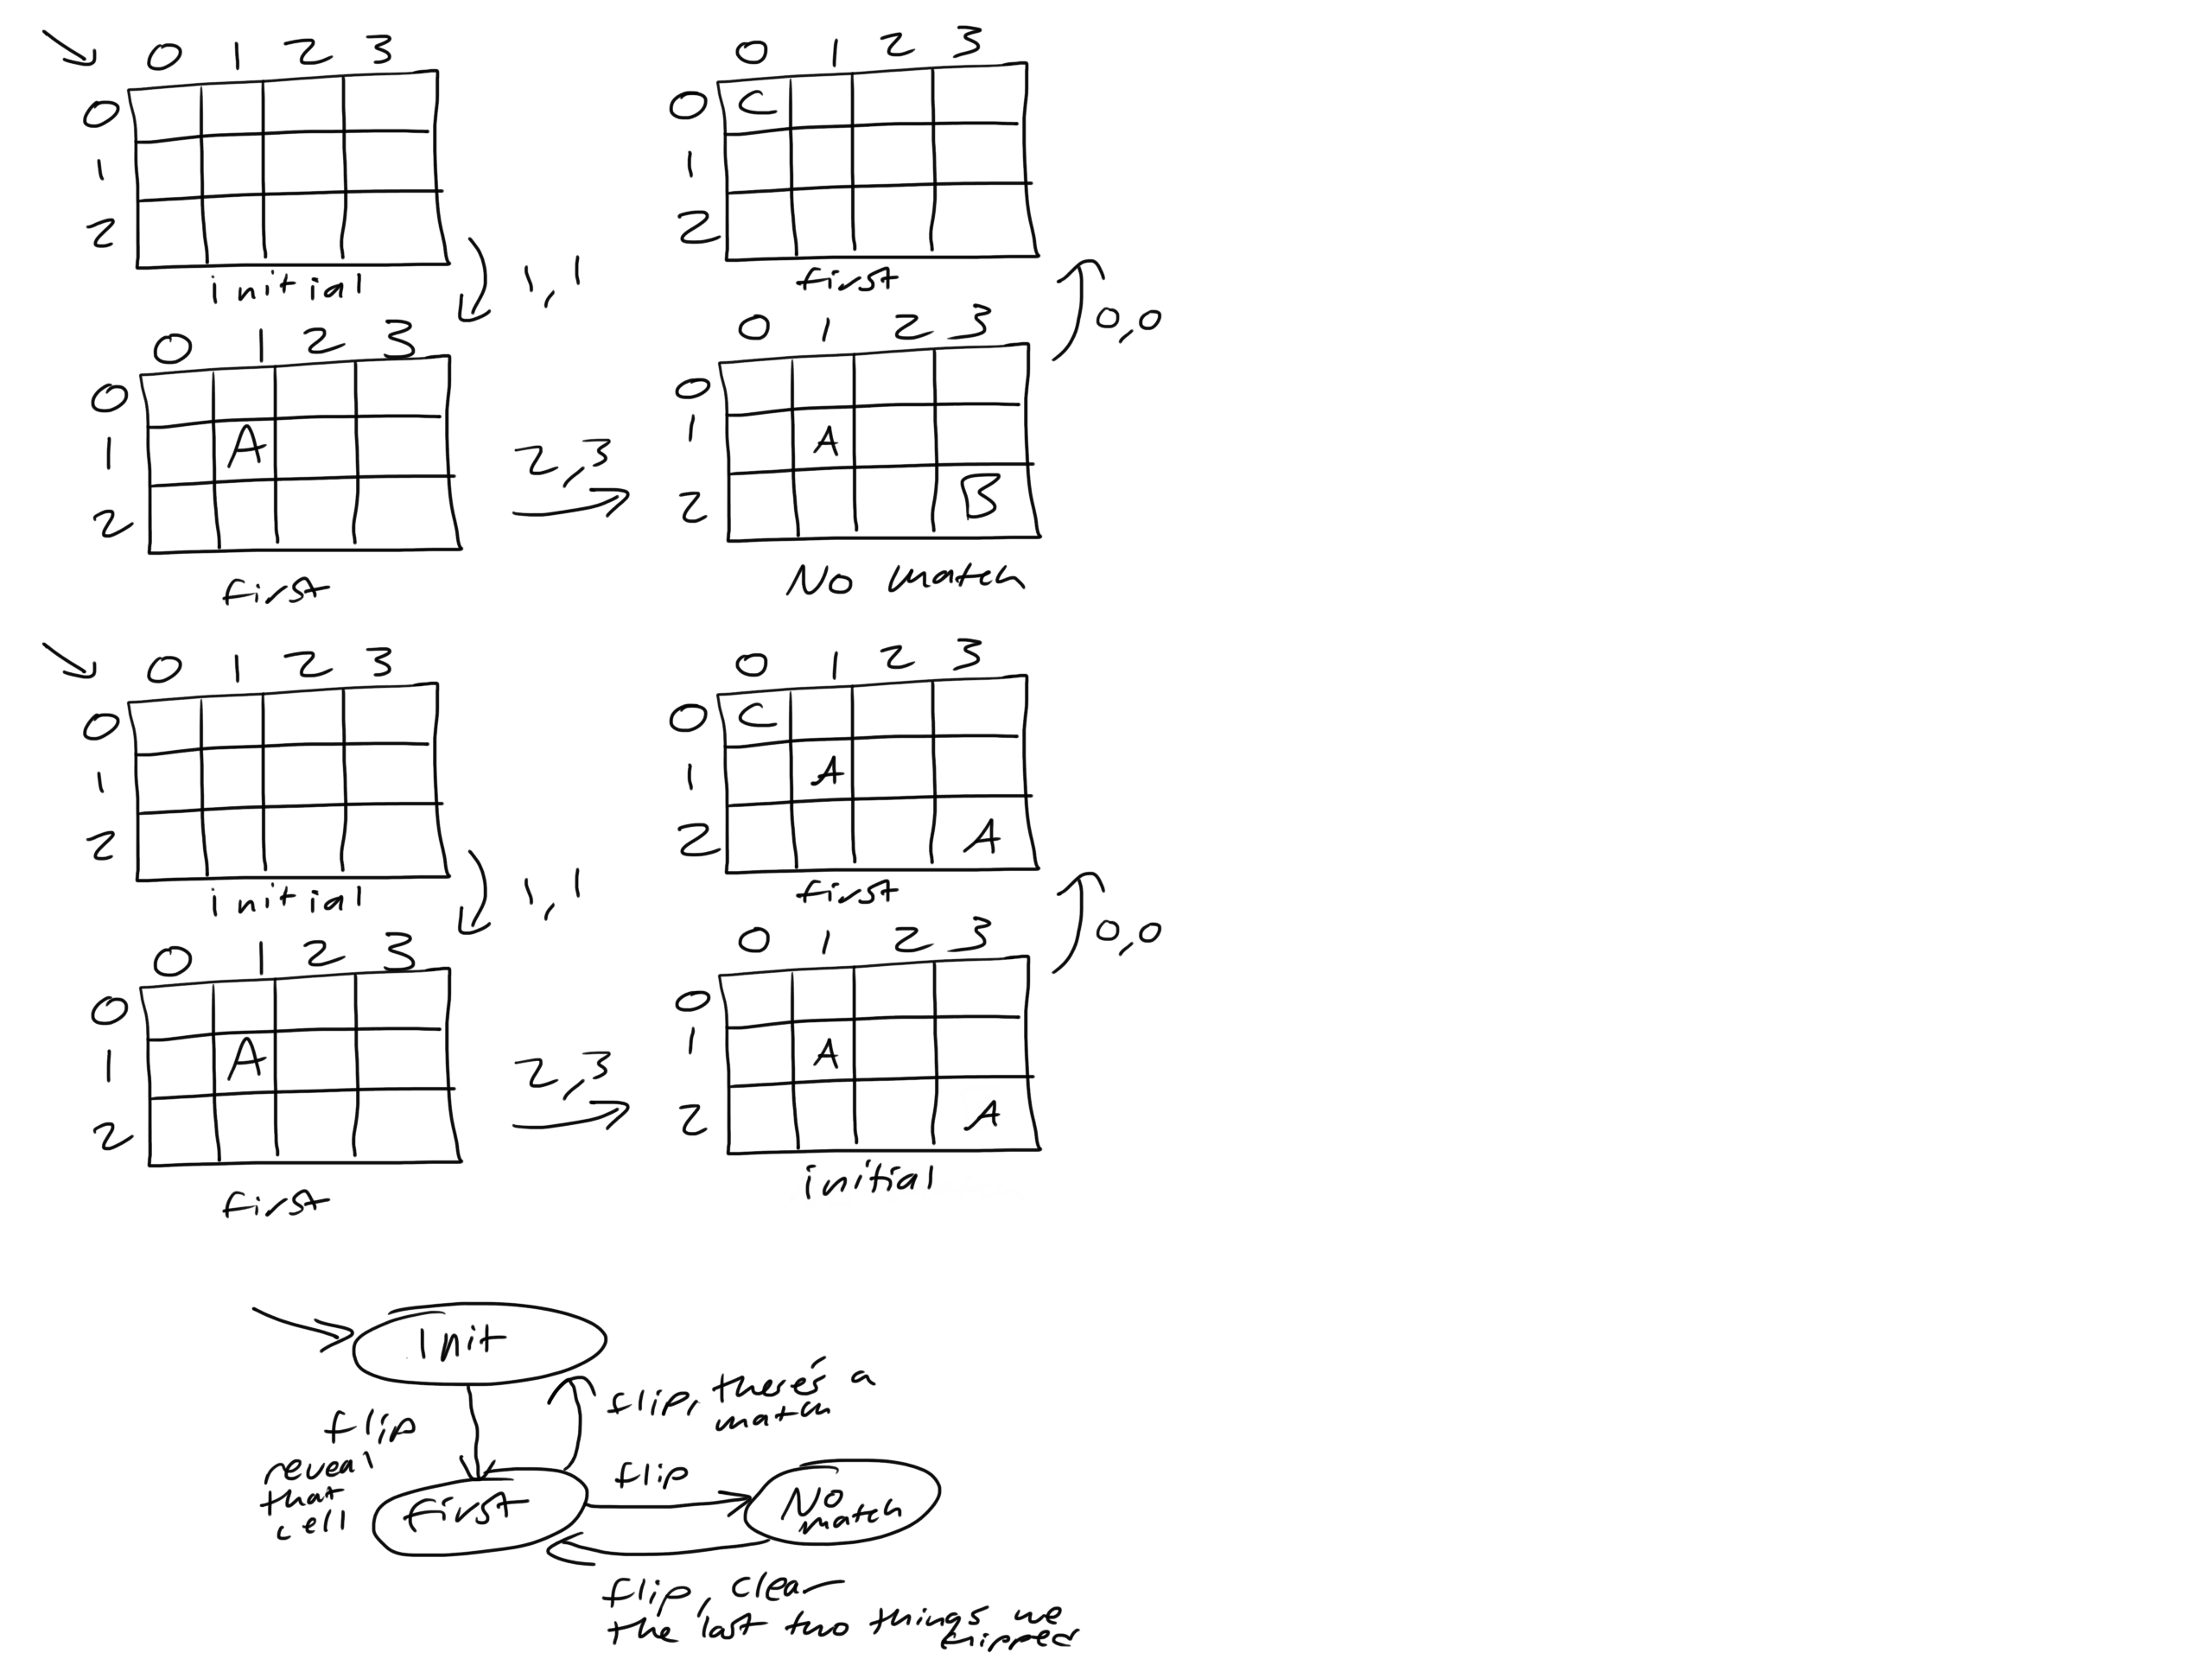 0 1 2 3
0
1
2
initial
1,1
0 1 2 3
0
1 A
2
first
2,3
0 1 2 3
0 C
1
2
first
0,0
0 1 2 3
0
1 A
2 B
No match
0 1 2 3
0
1
2
initial
1,1
0 1 2 3
0
1 A
2
first
2,3
0 1 2 3
0 C
1 A
2 A
first
0,0
0 1 2 3
0
1 A
2 A
initial
Init
flip
reveal
that
cell
flip, there's a
match
first
flip
No
match
flip, clear
the last two things we